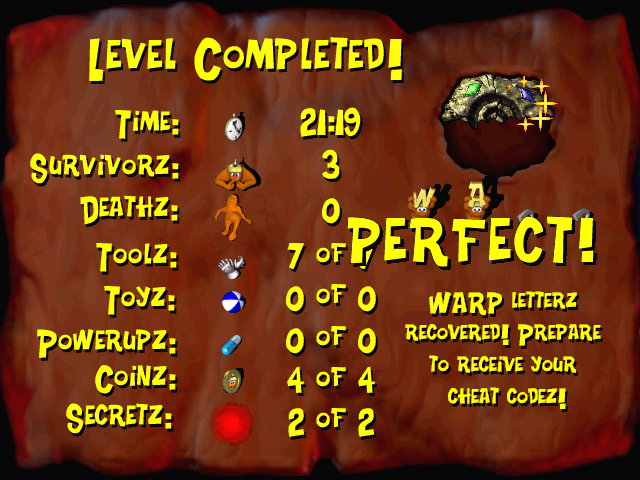 Level Completed!
Time: 21:19
Survivorz: 3
Deathz: 0
Toolz: 7 of
Toyz: 0 of 0
Powerupz: 0 of 0
Coinz: 4 of 4
Secretz: 2 of 2
W A
Perfect!
WARP letterz
recovered! Prepare
to receive your
cheat codez!